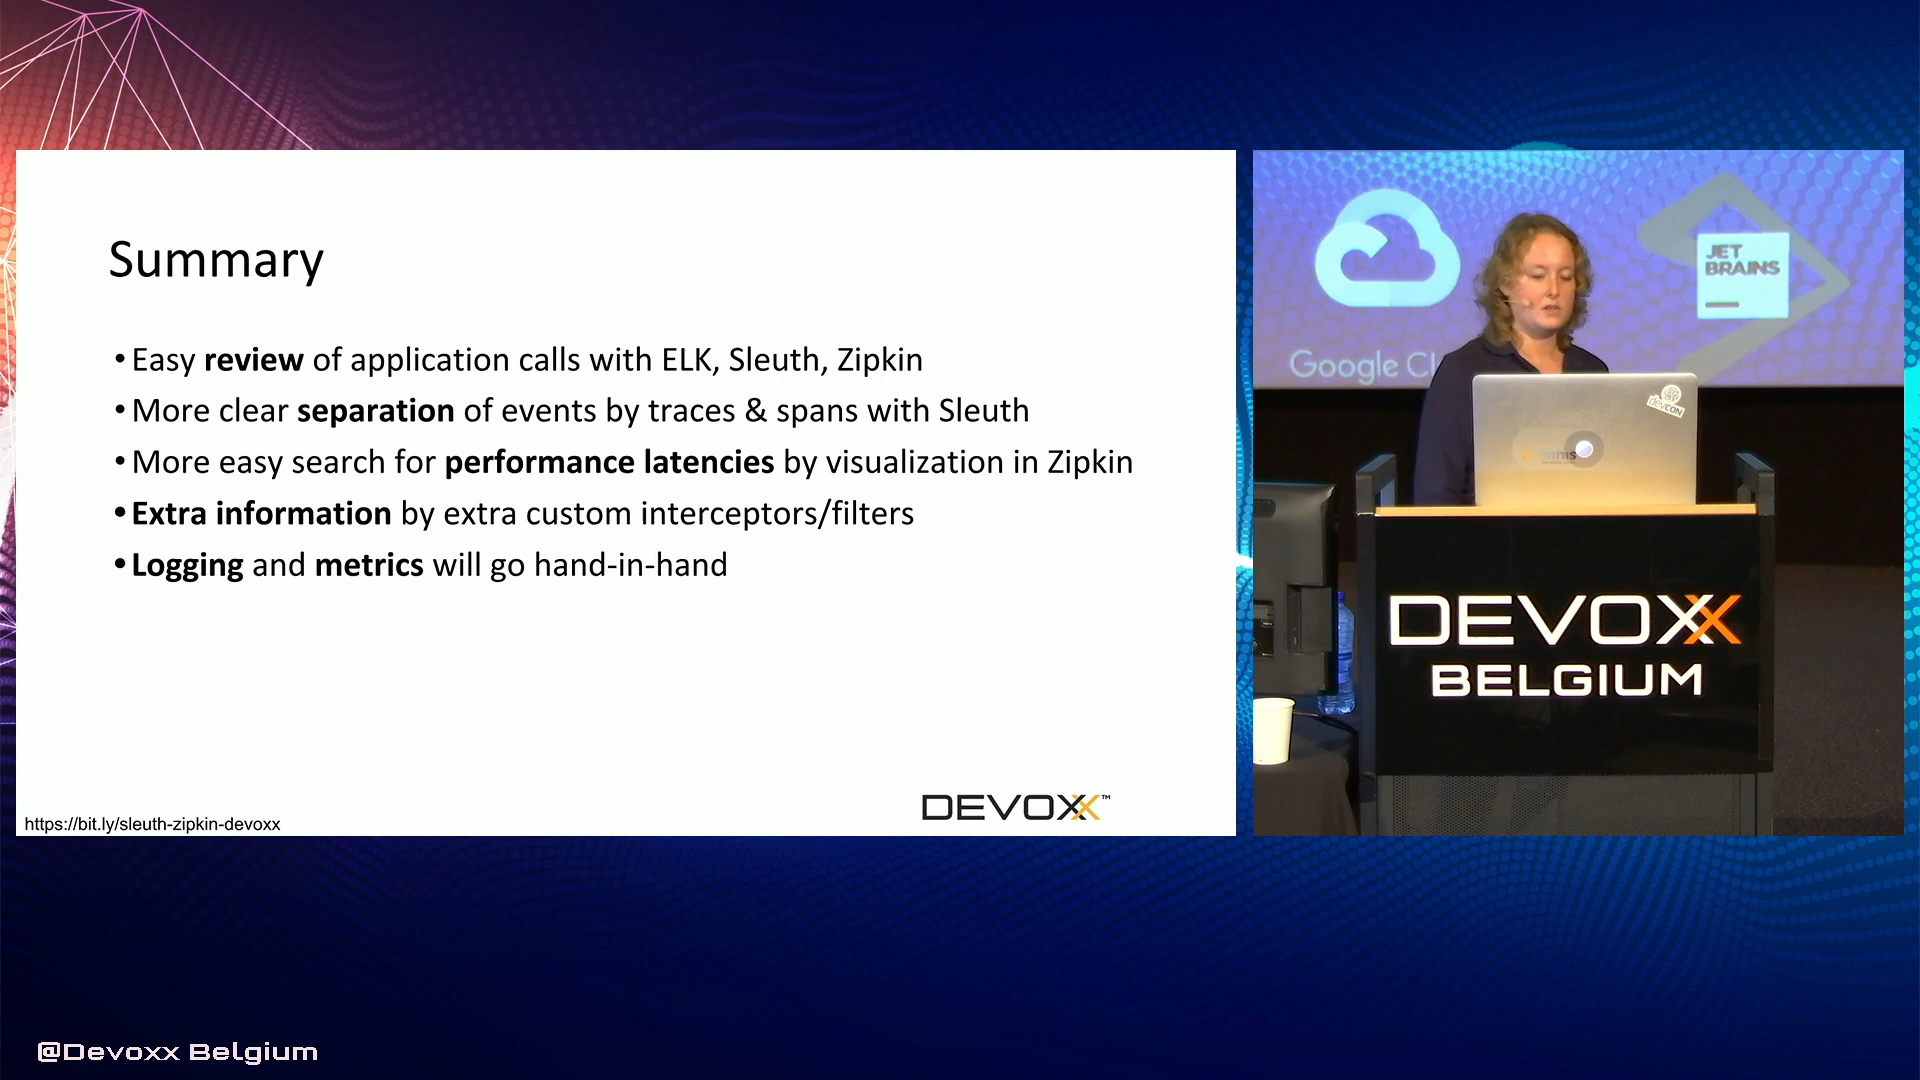 Summary
• Easy review of application calls with ELK, Sleuth, Zipkin
• More clear separation of events by traces & spans with Sleuth
• More easy search for performance latencies by visualization in Zipkin
• Extra information by extra custom interceptors/filters
• Logging and metrics will go hand-in-hand
DEVOXX™
https://bit.ly/sleuth-zipkin-devoxx
JET
BRAINS
Google Cl
devCON
DEVOXX
BELGIUM
@Devoxx Belgium